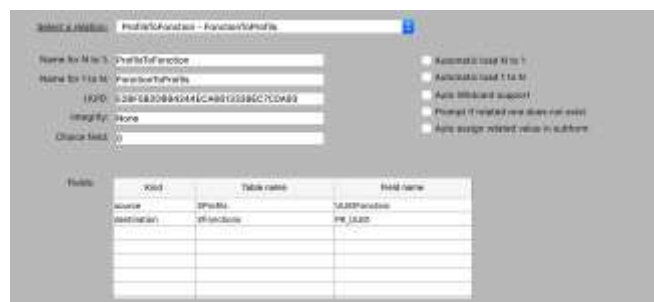 Select a relation: ProfilToFonction - FonctionToProfils
Name for N to 1: ProfilToFonction
Name for 1 to N: FonctionToProfils
UUID:
Integrity: None
Choice field: 0
Automatic load N to 1
Automatic load 1 to N
Auto Wildcard support
Prompt if related one does not exist
Auto assign related value in subform
Fields:
Kind Table name Field name
source
destination PK_UUID